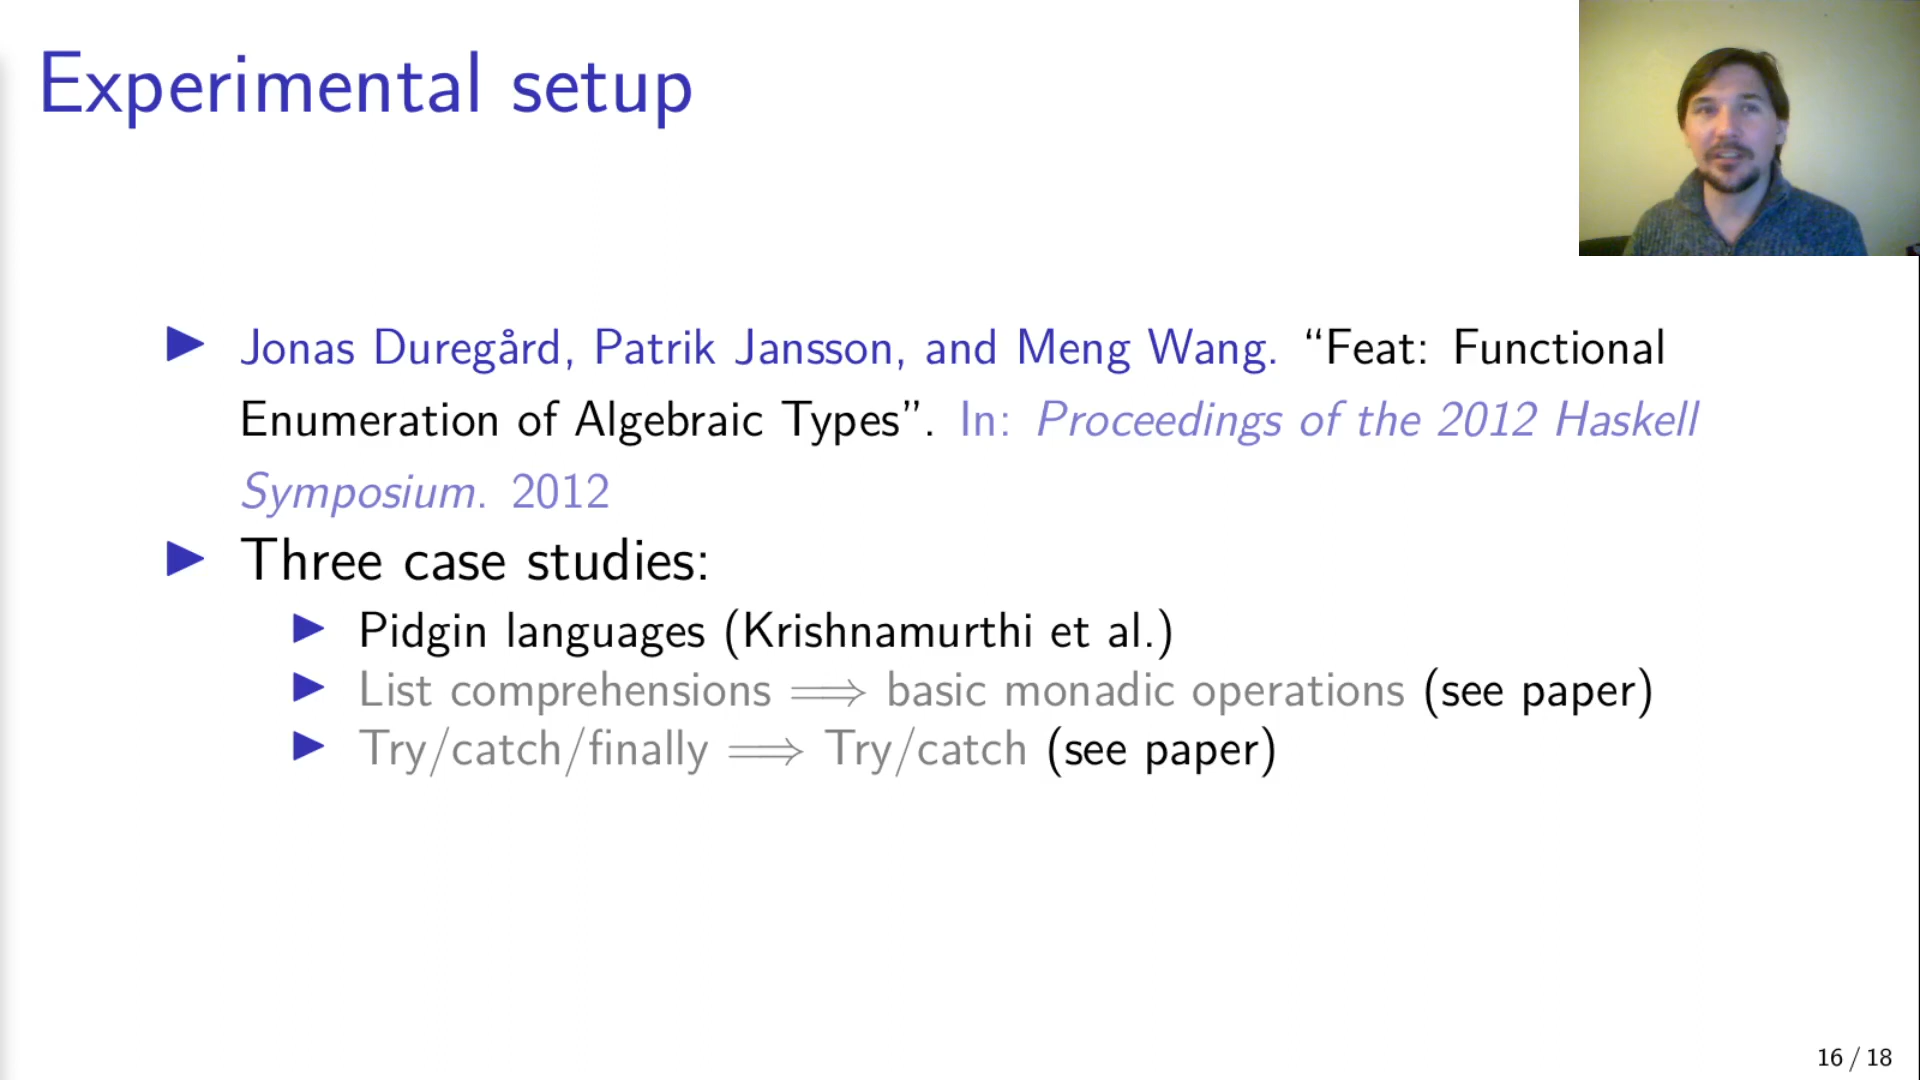 Experimental setup
Jonas Duregård, Patrik Jansson, and Meng Wang. “Feat: Functional
Enumeration of Algebraic Types”. In: Proceedings of the 2012 Haskell
Symposium. 2012
Three case studies:
Pidgin languages (Krishnamurthi et al.)
List comprehensions ⟹ basic monadic operations (see paper)
Try/catch/finally ⟹ Try/catch (see paper)
16 / 18